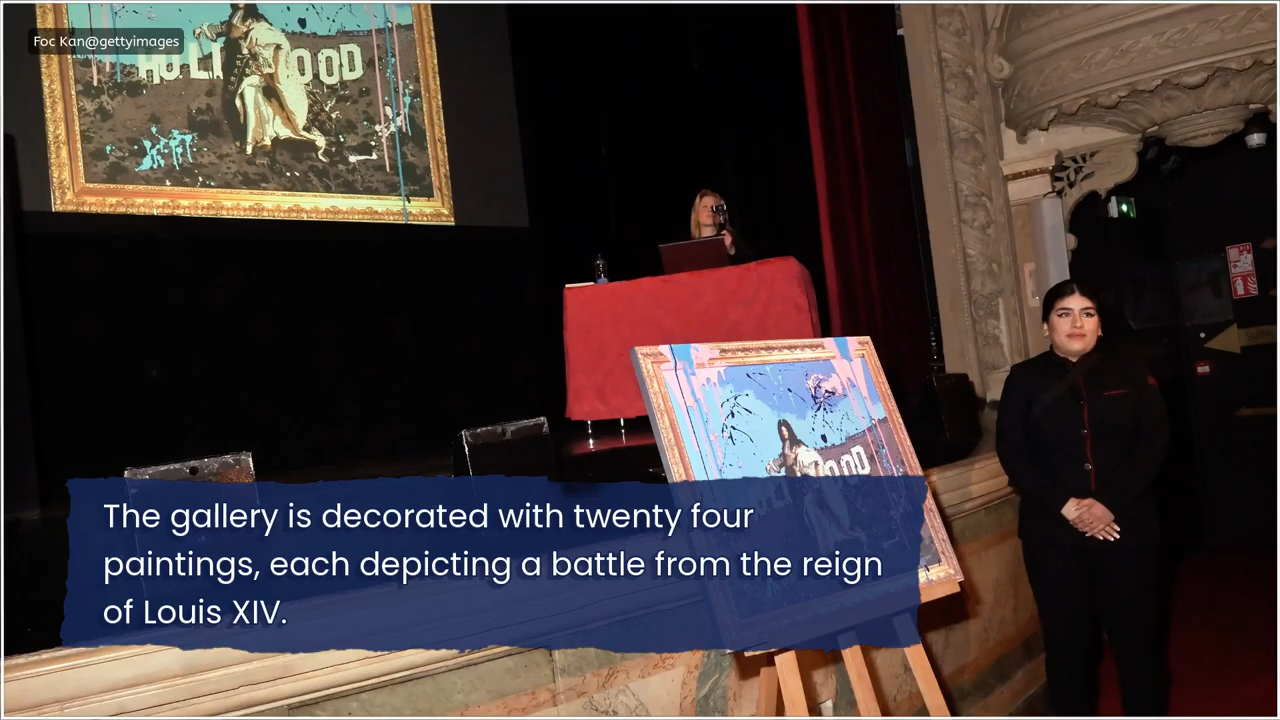 Foc Kan@gettyimages
HOLLYWOOD
The gallery is decorated with twenty four
paintings, each depicting a battle from the reign
of Louis XIV.